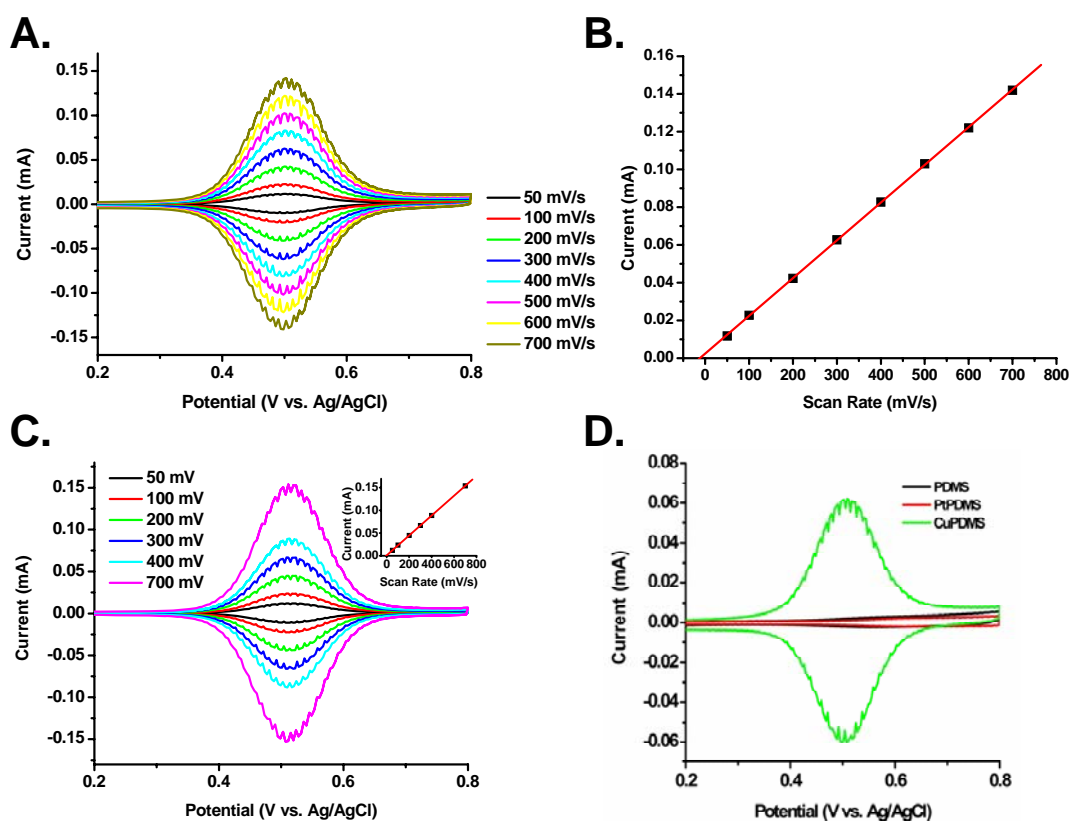 A.
0.15
0.10
0.05
0.00
-0.05
-0.10
-0.15
Current (mA)
0.2
0.4
0.6
0.8
Potential (V vs. Ag/AgCl)
50 mV/s
100 mV/s
200 mV/s
300 mV/s
400 mV/s
500 mV/s
600 mV/s
700 mV/s
B.
0.16
0.14
0.12
0.10
0.08
0.06
0.04
0.02
0.00
Current (mA)
0
100
200
300
400
500
600
700
800
Scan Rate (mV/s)
C.
50 mV
100 mV
200 mV
300 mV
400 mV
700 mV
0.15
0.10
0.05
0.00
-0.05
-0.10
-0.15
Current (mA)
0.2
0.4
0.6
0.8
Potential (V vs. Ag/AgCl)
0.15
0.10
0.05
0.00
Current (mA)
0 200 400 600 800
Scan Rate (mV/s)
D.
0.08
0.06
0.04
0.02
0.00
-0.02
-0.04
-0.06
Current (mA)
0.2
0.4
0.6
0.8
Potential (V vs. Ag/AgCl)
PDMS
PtPDMS
CuPDMS